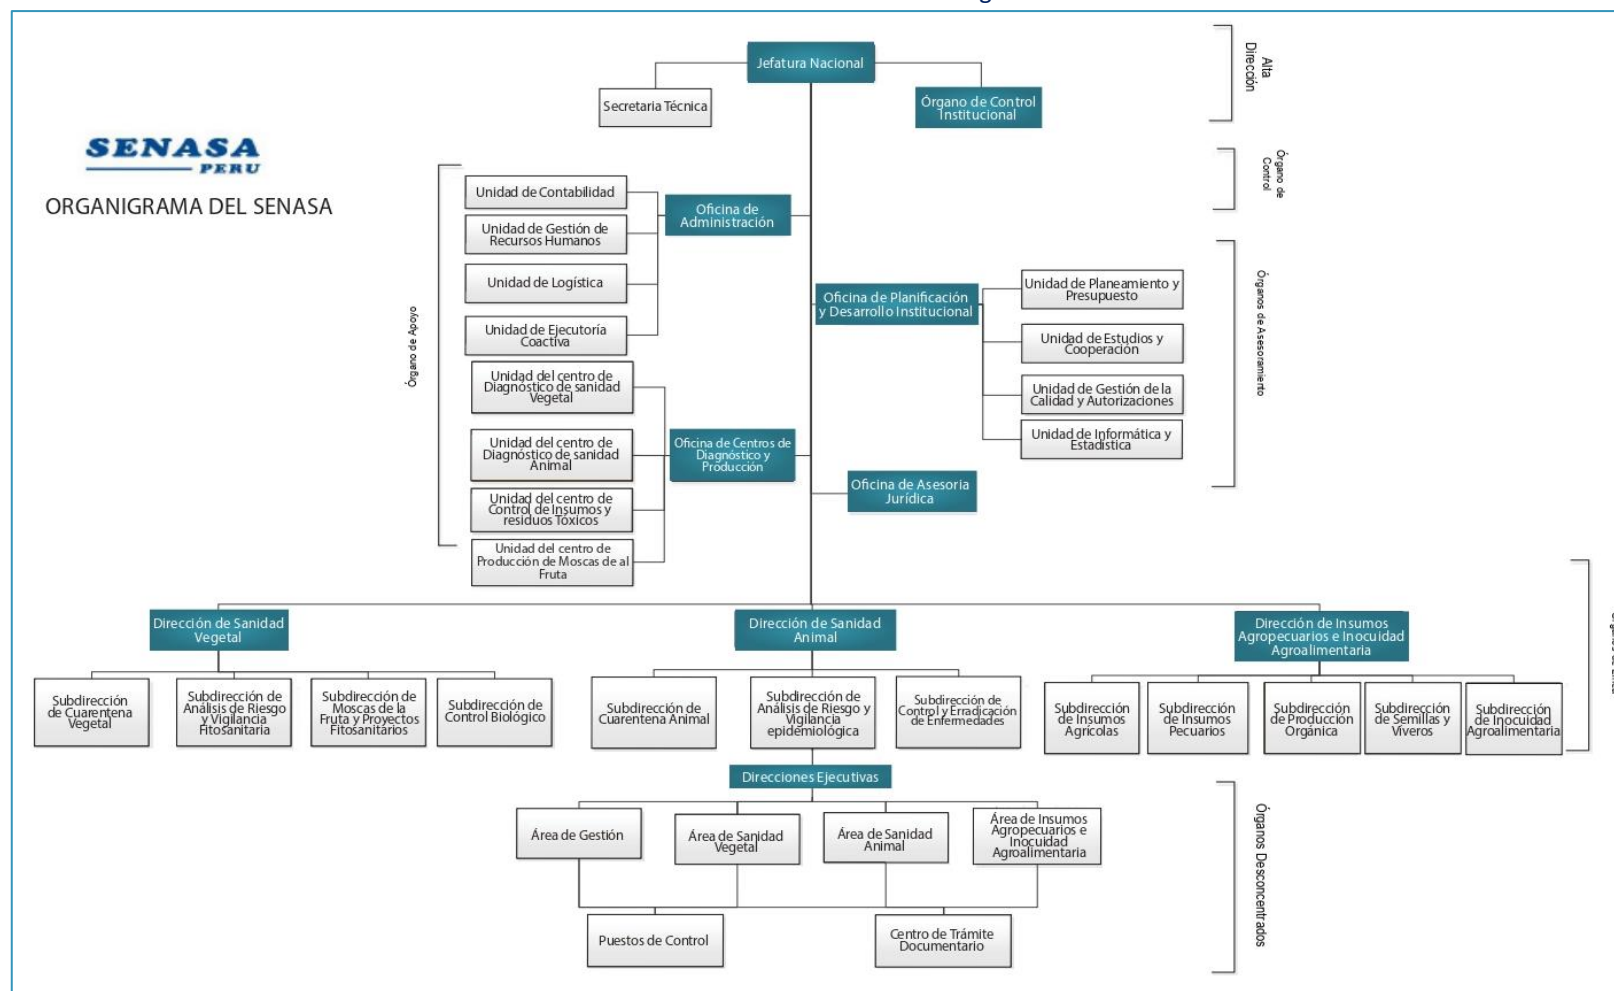 Jefatura Nacional
Secretaria Técnica
Órgano de Control
Institucional
Alta
Dirección
SENASA
PERU
ORGANIGRAMA DEL SENASA
Órgano de
Control
Unidad de Contabilidad
Unidad de Gestión de
Recursos Humanos
Unidad de Logística
Unidad de Ejecutoría
Coactiva
Oficina de
Administración
Órgano de Apoyo
Unidad del centro de
Diagnóstico de sanidad
Vegetal
Unidad del centro de
Diagnóstico de sanidad
Animal
Unidad del centro de
Control de Insumos y
residuos Tóxicos
Unidad del centro de
Producción de Moscas de al
Fruta
Oficina de Centros de
Diagnóstico y
Producción
Oficina de Planificación
y Desarrollo Institucional
Unidad de Planeamiento y
Presupuesto
Unidad de Estudios y
Cooperación
Unidad de Gestión de la
Calidad y Autorizaciones
Unidad de Informática y
Estadística
Órganos de Asesoramiento
Oficina de Asesoria
Jurídica
Dirección de Sanidad
Vegetal
Dirección de Sanidad
Animal
Dirección de Insumos
Agropecuarios e Inocuidad
Agroalimentaria
Subdirección
de Cuarentena
Vegetal
Subdirección de
Análisis de Riesgo
y Vigilancia
Fitosanitaria
Subdirección de
Moscas de la
Fruta y Proyectos
Fitosanitários
Subdirección de
Control Biológico
Subdirección de
Cuarentena Animal
Subdirección de
Análisis de Riesgo y
Vigilancia
epidemiológica
Subdirección de
Control y Erradicación
de Enfermedades
Subdirección
de Insumos
Agrícolas
Subdirección
de Insumos
Pecuarios
Subdirección
de Producción
Orgánica
Subdirección
de Semillas y
Viveros
Subdirección
de Inocuidad
Agroalimentaria
Direcciones Ejecutivas
Área de Gestión
Área de Sanidad
Vegetal
Área de Sanidad
Animal
Área de Insumos
Agropecuarios e
Inocuidad
Agroalimentaria
Puestos de Control
Centro de Trámite
Documentario
Órganos Desconcentrados